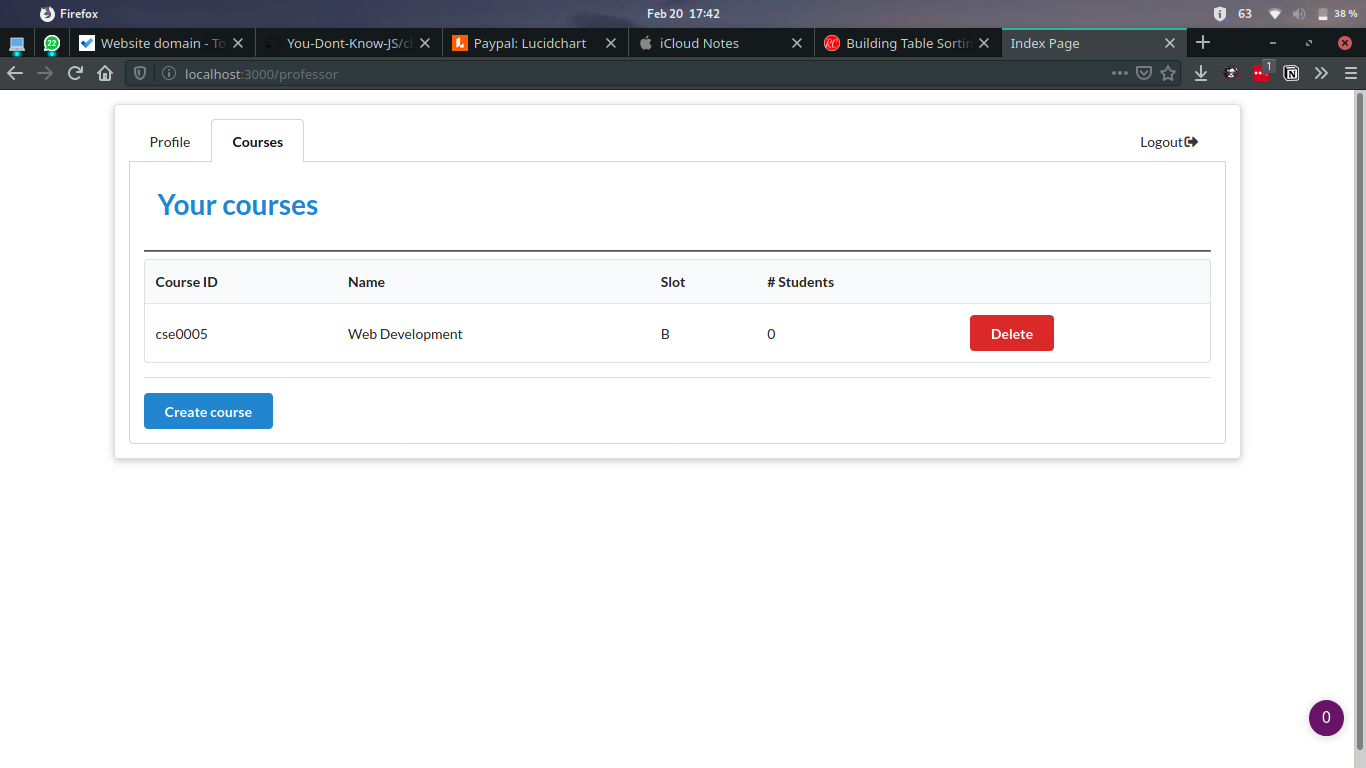 Firefox
Feb 20 17:42
63
38 %
22
Website domain - To
You-Dont-Know-JS/c
Paypal: Lucidchart
iCloud Notes
RC
Building Table Sortin
Index Page
localhost:3000/professor
1
Profile
Courses
Logout
Your courses
Course ID Name Slot # Students
cse0005 Web Development B 0 Delete
Create course
0